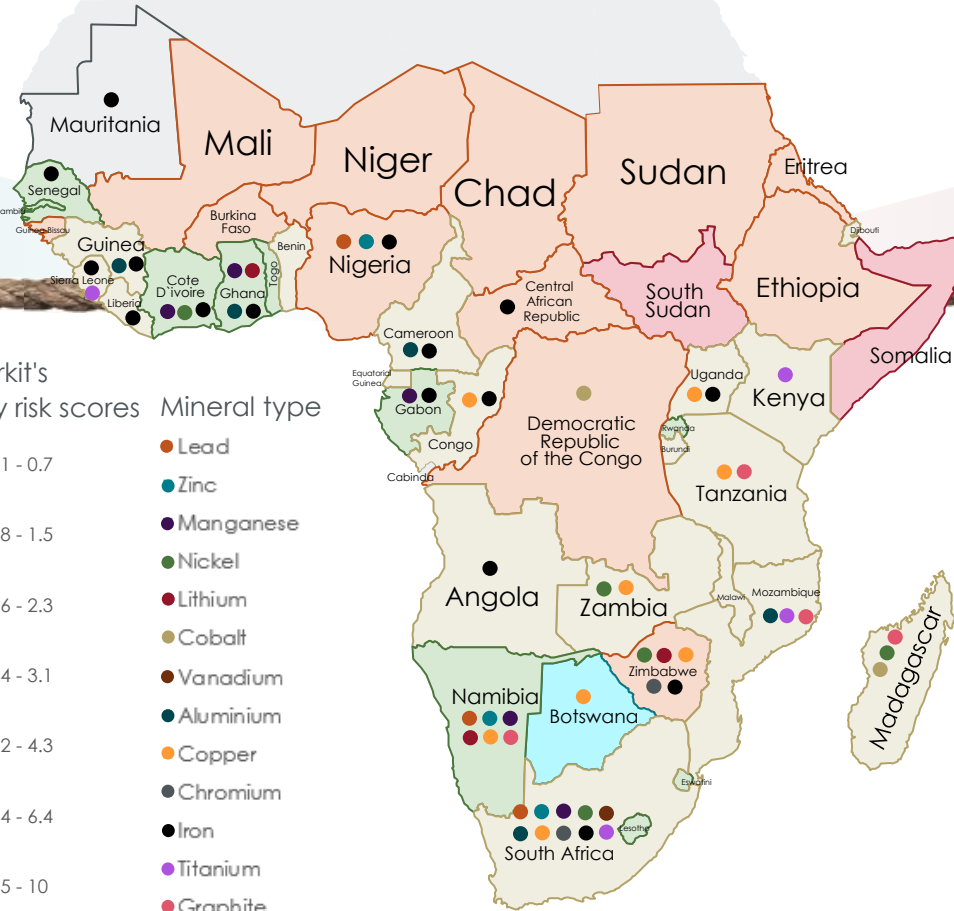 Mauritania
Mali
Niger
Chad
Sudan
Eritrea
Senegal
Guinea Bissau
Burkina
Faso
Djibouti
Guinea
Benin
Nigeria
Togo
Sierra Leone
Cote
D`ivoire
Ghana
Liberia
Central
African
Republic
South
Sudan
Ethiopia
Somalia
Cameroon
Equatorial
Guinea
Gabon
Congo
Cabinda
Uganda
Kenya
Democratic
Republic
of the Congo
Rwanda
Burundi
Tanzania
Angola
Zambia
Malawi
Mozambique
Madagascar
Zimbabwe
Namibia
Botswana
Eswatini
Lesotho
South Africa
rkit's
y risk scores
1 - 0.7
8 - 1.5
6 - 2.3
4 - 3.1
2 - 4.3
4 - 6.4
5 - 10
Mineral type
Lead
Zinc
Manganese
Nickel
Lithium
Cobalt
Vanadium
Aluminium
Copper
Chromium
Iron
Titanium
Graphite